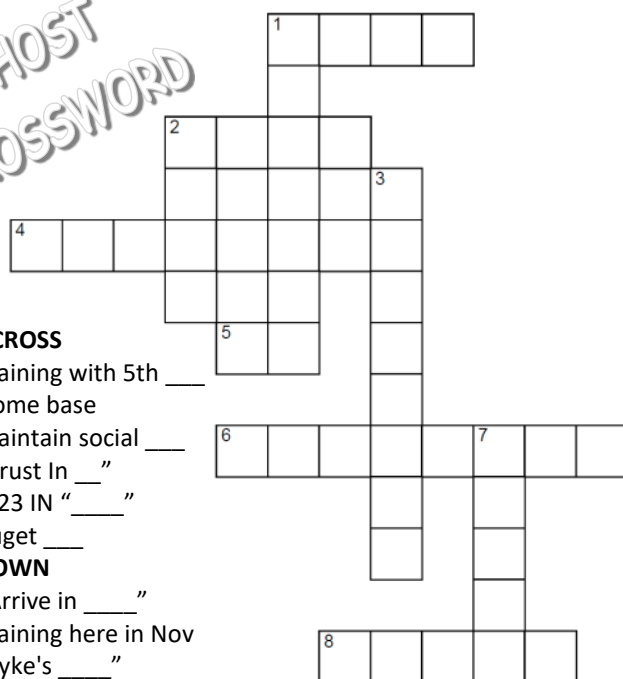 HOST
OSSWORD
1
2
3
4
5
6
7
8
CROSS
aining with 5th ___
ome base
aintain social ___
rust In __”
23 IN “____”
get ___
OWN
rrive in ____”
aining here in Nov
yke's ____”